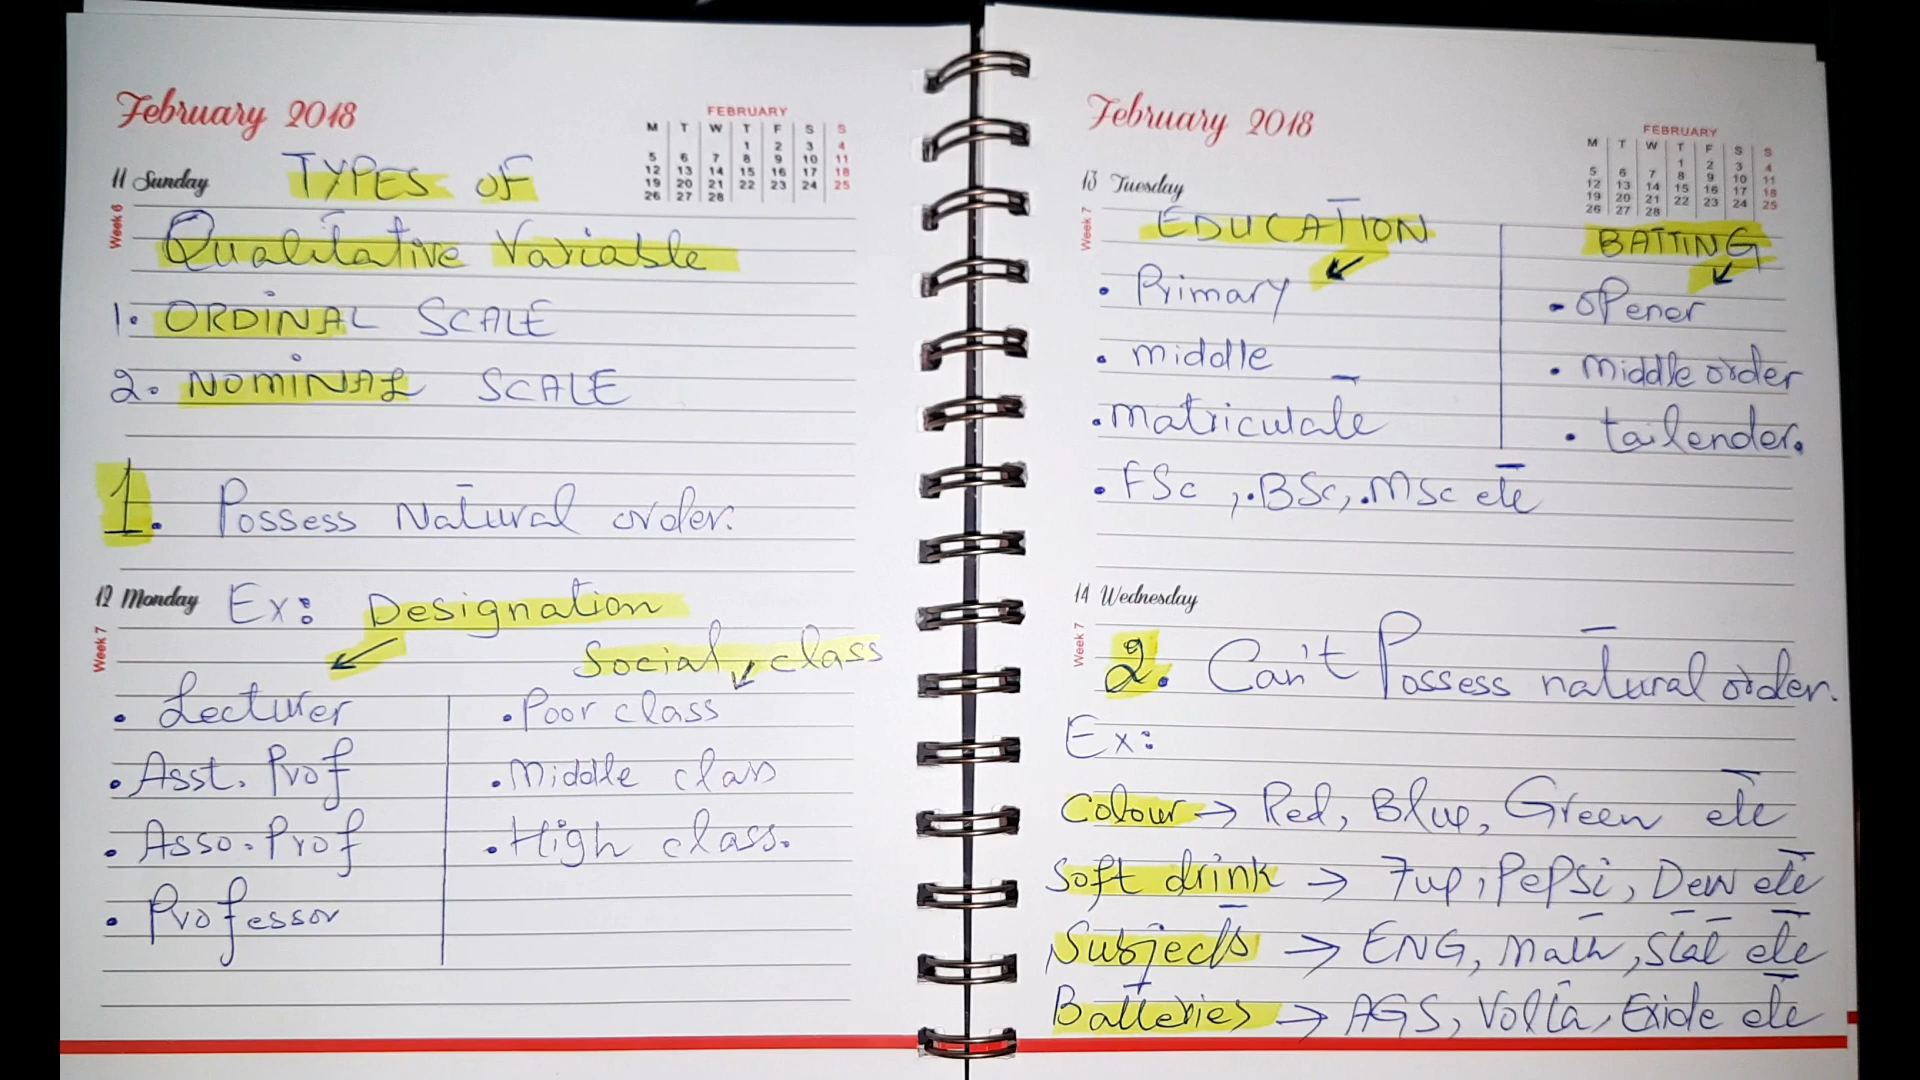 February 2018
FEBRUARY
M T W T F S S
1 2 3 4
5 6 7 8 9 10 11
12 13 14 15 16 17 18
19 20 21 22 23 24 25
26 27 28
11 Sunday
Week 6
TYPES OF
Qualitative Variable
1. ORDINAL SCALE
2. NOMINAL SCALE
1. Possess Natural order.
12 Monday
Week 7
Ex: Designation
Social class
• Lecturer
• Asst. Prof
• Asso. Prof
• Professor
• Poor class
• Middle class
• High class.
February 2018
FEBRUARY
M T W T F S S
1 2 3 4
5 6 7 8 9 10 11
12 13 14 15 16 17 18
19 20 21 22 23 24 25
26 27 28
13 Tuesday
Week 7
EDUCATION
• Primary
• middle
• matriculate
• FSc, • BSc, • MSc etc
BATTING
• opener
• middle order
• tailender.
14 Wednesday
Week 7
2. Can't Possess natural order.
Ex:
Colour → Red, Blue, Green etc
Soft drink → 7up, Pepsi, Dew etc
Subjects → ENG, Math, Stat etc
Batteries → AGS, Volta, Exide etc